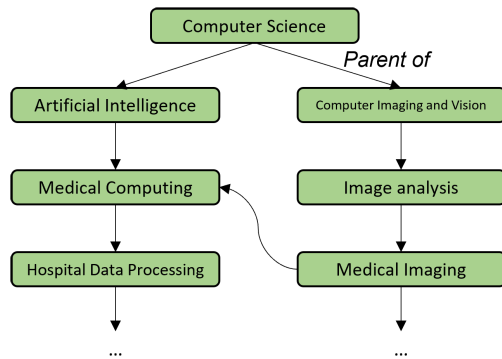 Computer Science
Parent of
Artificial Intelligence
Computer Imaging and Vision
Medical Computing
Image analysis
Hospital Data Processing
Medical Imaging
...
...